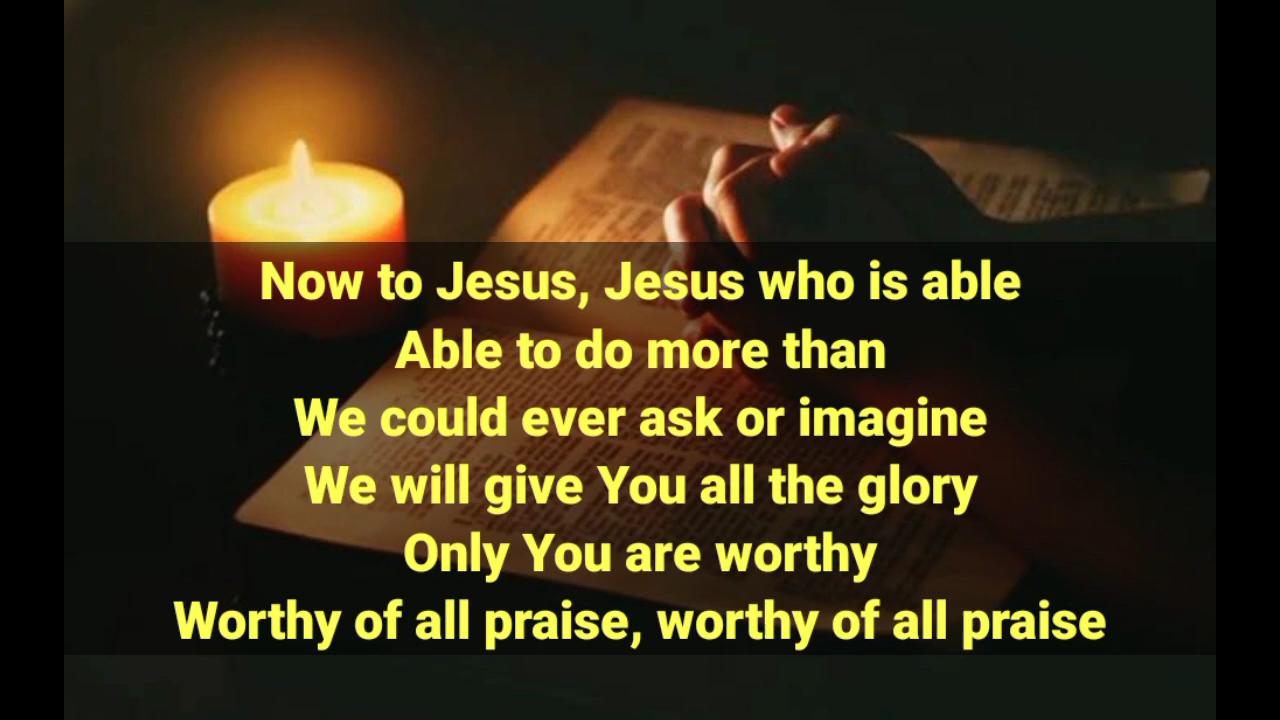 Now to Jesus, Jesus who is able
Able to do more than
We could ever ask or imagine
We will give You all the glory
Only You are worthy
Worthy of all praise, worthy of all praise